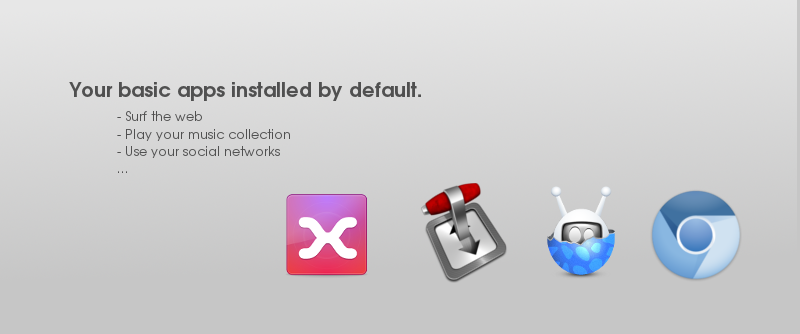 Your basic apps installed by default.
- Surf the web
- Play your music collection
- Use your social networks
...